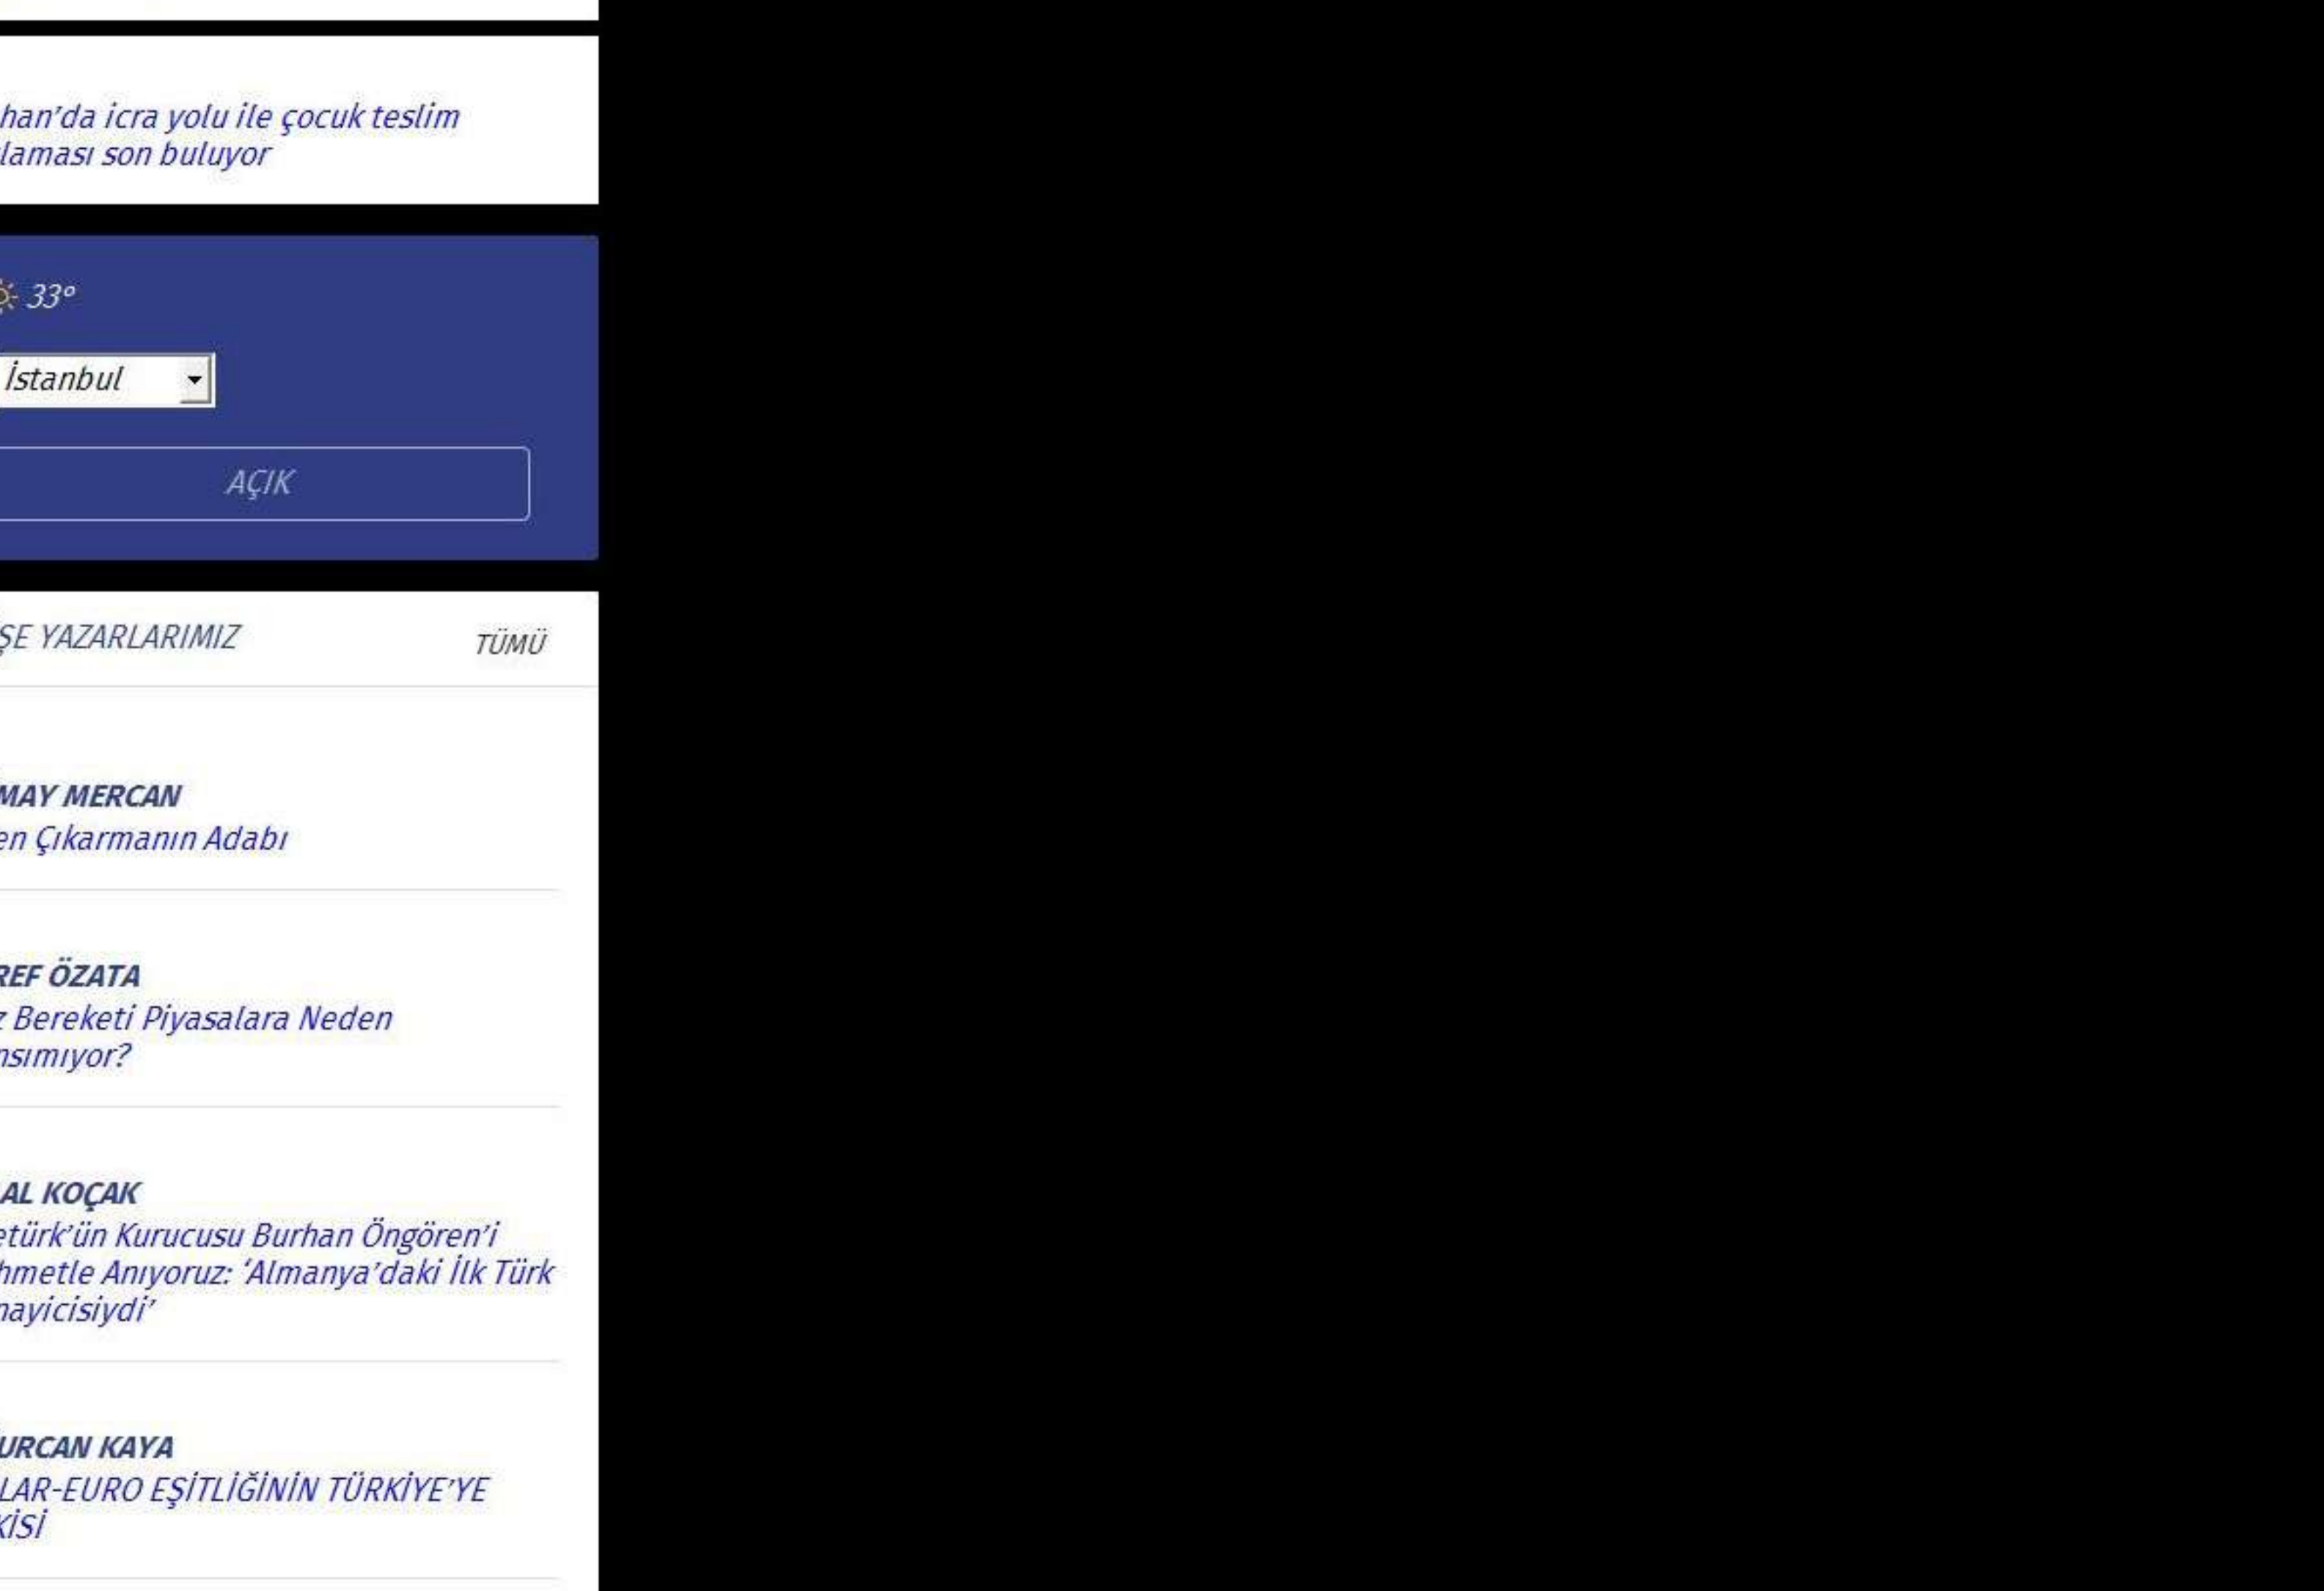 han'da icra yolu ile çocuk teslim
laması son buluyor
33°
İstanbul
AÇIK
ŞE YAZARLARIMIZ
TÜMÜ
MAY MERCAN
en Çıkarmanın Adabı
REF ÖZATA
z Bereketi Piyasalara Neden
nsımıyor?
AL KOÇAK
etürk'ün Kurucusu Burhan Öngören'i
hmetle Anıyoruz: ‘Almanya’daki İlk Türk
nayicisiydi’
URCAN KAYA
LAR-EURO EŞİTLİĞİNİN TÜRKİYE'YE
KİSİ